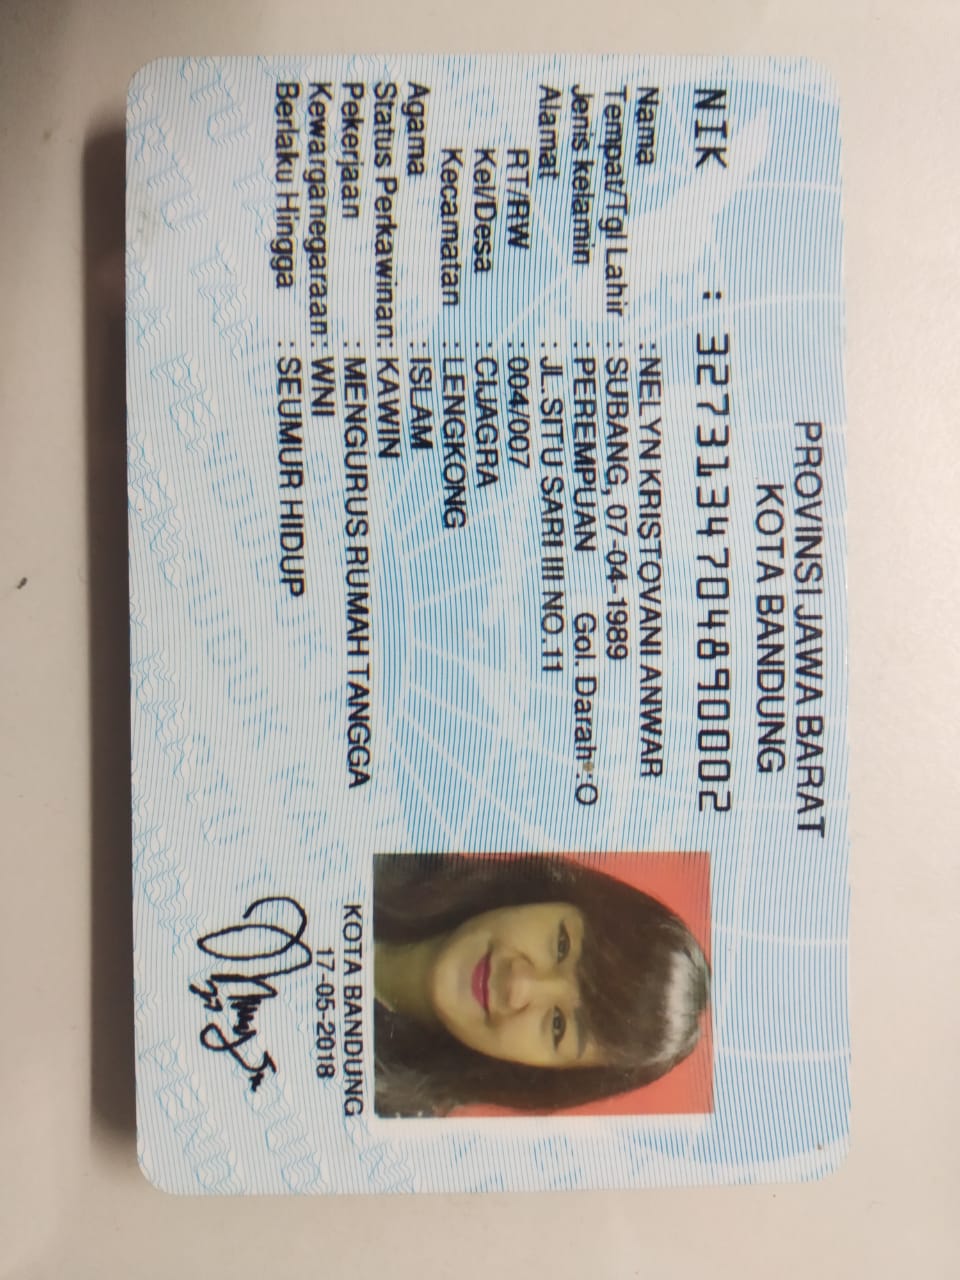 PROVINSI JAWA BARAT
KOTA BANDUNG
NIK : 3273134704890002
Nama : NELYN KRISTOVANI ANWAR
Tempat/Tgl Lahir : SUBANG, 07-04-1989
Jenis kelamin : PEREMPUAN Gol. Darah : O
Alamat : JL. SITU SARI III NO.11
RT/RW : 004/007
Kel/Desa : CIJAGRA
Kecamatan : LENGKONG
Agama : ISLAM
Status Perkawinan: KAWIN
Pekerjaan : MENGURUS RUMAH TANGGA
Kewarganegaraan: WNI
Berlaku Hingga : SEUMUR HIDUP
KOTA BANDUNG
17-05-2018